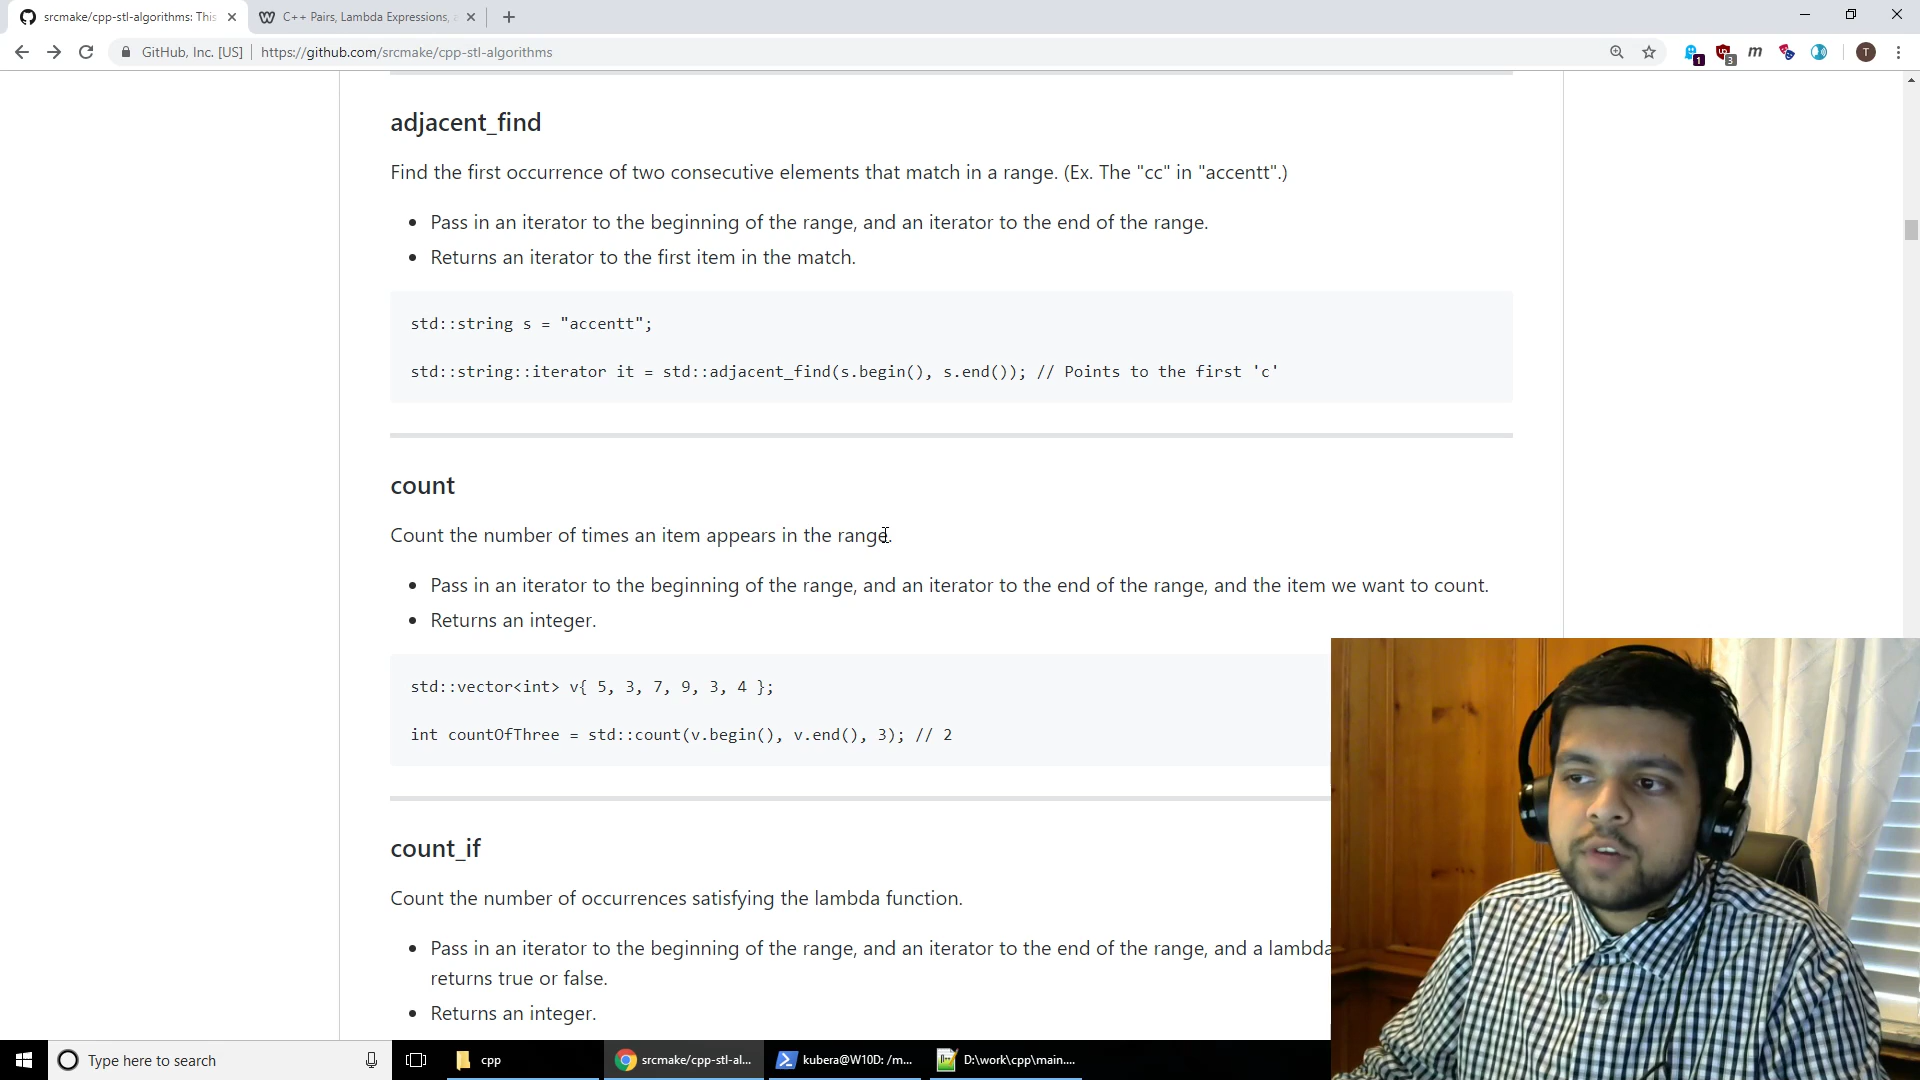 srcmake/cpp-stl-algorithms: This
C++ Pairs, Lambda Expressions,
GitHub, Inc. [US]
https://github.com/srcmake/cpp-stl-algorithms
1
3
m
T
adjacent_find
Find the first occurrence of two consecutive elements that match in a range. (Ex. The "cc" in "accentt".)
• Pass in an iterator to the beginning of the range, and an iterator to the end of the range.
• Returns an iterator to the first item in the match.
std::string s = "accentt";
std::string::iterator it = std::adjacent_find(s.begin(), s.end()); // Points to the first 'c'
count
Count the number of times an item appears in the range.
• Pass in an iterator to the beginning of the range, and an iterator to the end of the range, and the item we want to count.
• Returns an integer.
std::vector<int> v{ 5, 3, 7, 9, 3, 4 };
int countOfThree = std::count(v.begin(), v.end(), 3); // 2
count_if
Count the number of occurrences satisfying the lambda function.
• Pass in an iterator to the beginning of the range, and an iterator to the end of the range, and a lambda
returns true or false.
• Returns an integer.
Type here to search
cpp
srcmake/cpp-stl-al...
kubera@W10D: /m...
D:\work\cpp\main....